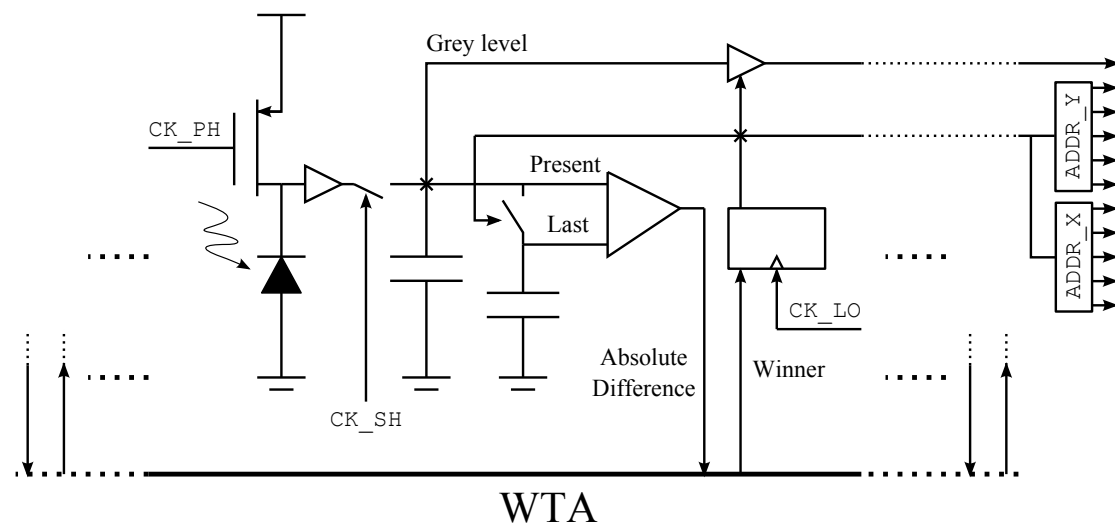 Grey level
CK_PH
Present
Last
ADDR_Y
ADDR_X
CK_LO
Absolute
Difference
Winner
CK_SH
WTA